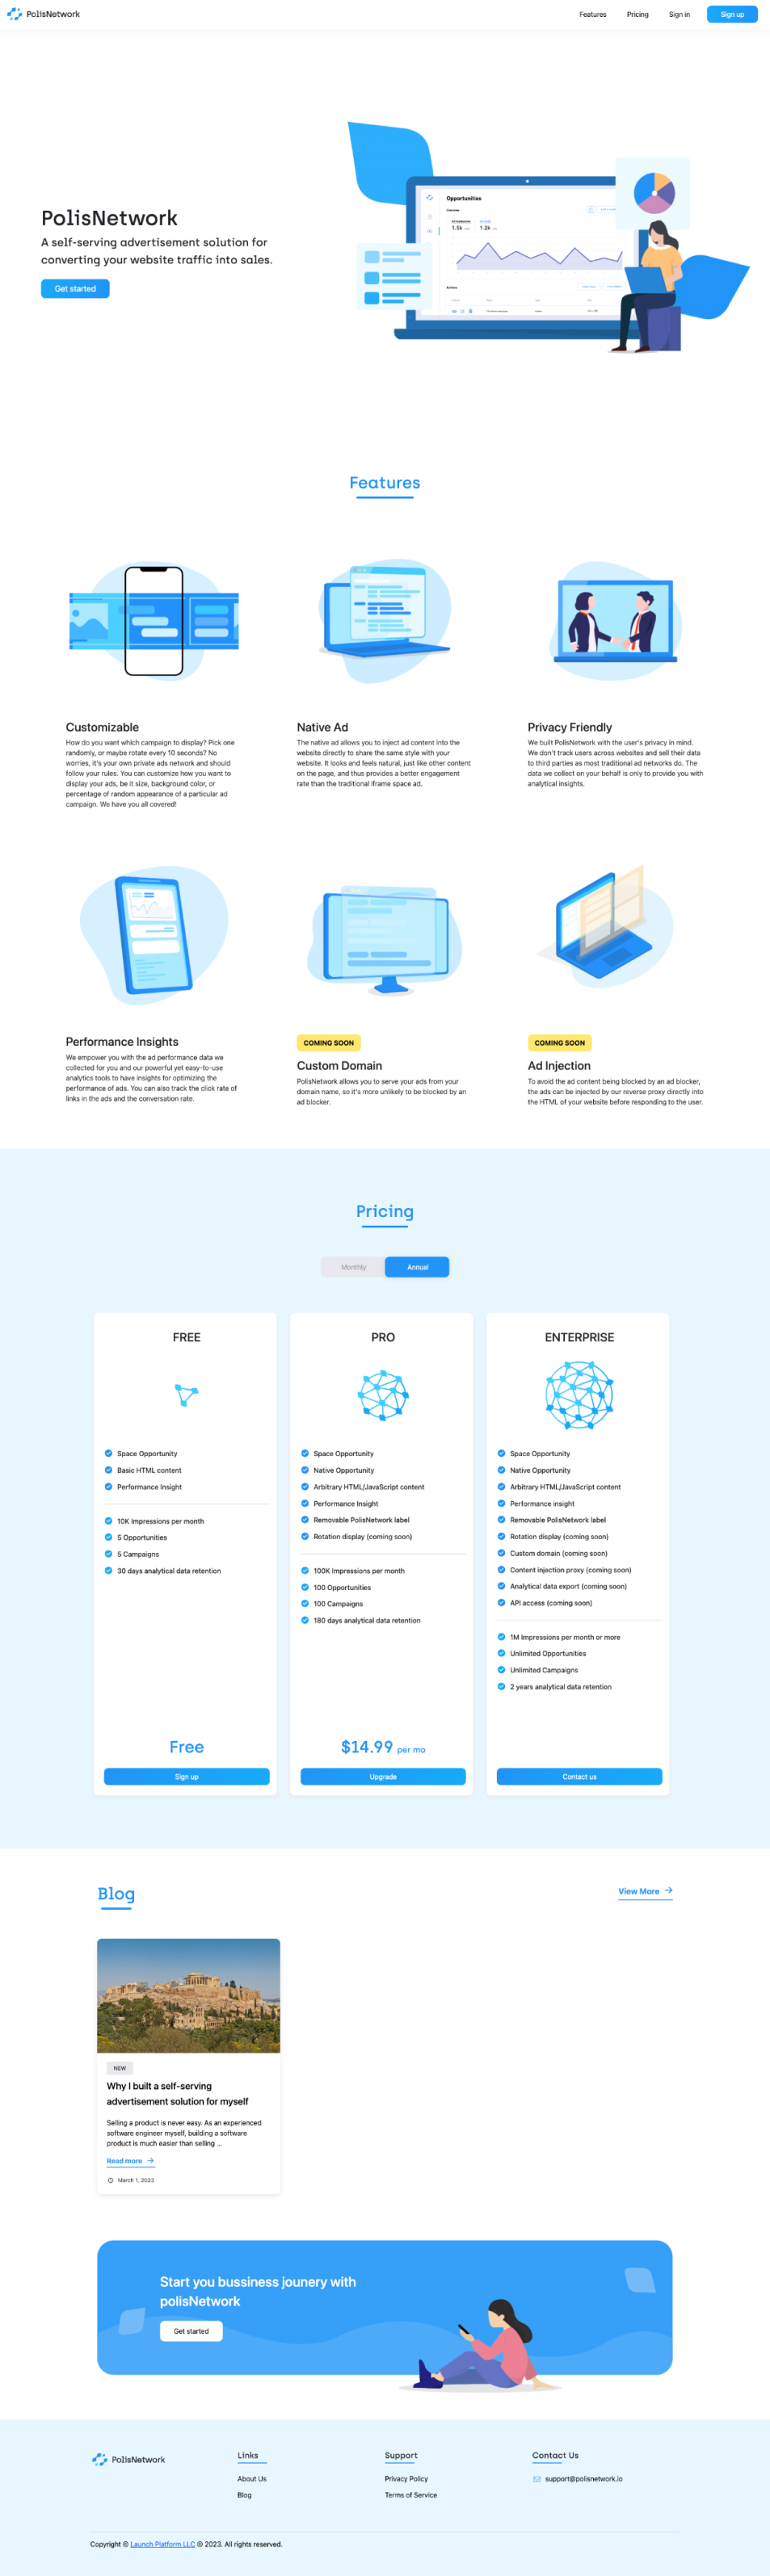 PolisNetwork
Features
Pricing
Sign in
Sign up
PolisNetwork
A self-serving advertisement solution for
converting your website traffic into sales.
Get started
Opportunities
1.5k
1.2k
Actions
Features
Customizable
How do you want which campaign to display? Pick one
randomly, or maybe rotate every 10 seconds? No
worries, it's your own private ads network and should
follow your rules. You can customize how you want to
display your ads, be it size, background color, or
percentage of random appearance of a particular ad
campaign. We have you all covered!
Native Ad
The native ad allows you to inject ad content into the
website directly to share the same style with your
website. It looks and feels natural, just like other content
on the page, and thus provides a better engagement
rate than the traditional iframe space ad.
Privacy Friendly
We built PolisNetwork with the user's privacy in mind.
We don't track users across websites and sell their data
to third parties as most traditional ad networks do. The
data we collect on your behalf is only to provide you with
analytical insights.
Performance Insights
We empower you with the ad performance data we
collected for you and our powerful yet easy-to-use
analytics tools to have insights for optimizing the
performance of ads. You can also track the click rate of
links in the ads and the conversation rate.
COMING SOON
Custom Domain
PolisNetwork allows you to serve your ads from your
domain name, so it's more unlikely to be blocked by an
ad blocker.
COMING SOON
Ad Injection
To avoid the ad content being blocked by an ad blocker,
the ads can be injected by our reverse proxy directly into
the HTML of your website before responding to the user.
Pricing
Monthly
Annual
FREE
Space Opportunity
Basic HTML content
Performance Insight
10K Impressions per month
5 Opportunities
5 Campaigns
30 days analytical data retention
Free
Sign up
PRO
Space Opportunity
Native Opportunity
Arbitrary HTML/JavaScript content
Performance Insight
Removable PolisNetwork label
Rotation display (coming soon)
100K Impressions per month
100 Opportunities
100 Campaigns
180 days analytical data retention
$14.99 per mo
Upgrade
ENTERPRISE
Space Opportunity
Native Opportunity
Arbitrary HTML/JavaScript content
Performance insight
Removable PolisNetwork label
Rotation display (coming soon)
Custom domain (coming soon)
Content injection proxy (coming soon)
Analytical data export (coming soon)
API access (coming soon)
1M Impressions per month or more
Unlimited Opportunities
Unlimited Campaigns
2 years analytical data retention
Contact us
Blog
View More
NEW
Why I built a self-serving
advertisement solution for myself
Selling a product is never easy. As an experienced
software engineer myself, building a software
product is much easier than selling ...
Read more
March 1, 2023
Start you bussiness jounery with
polisNetwork
Get started
PolisNetwork
Links
About Us
Blog
Support
Privacy Policy
Terms of Service
Contact Us
support@polisnetwork.io
Copyright © Launch Platform LLC © 2023. All rights reserved.